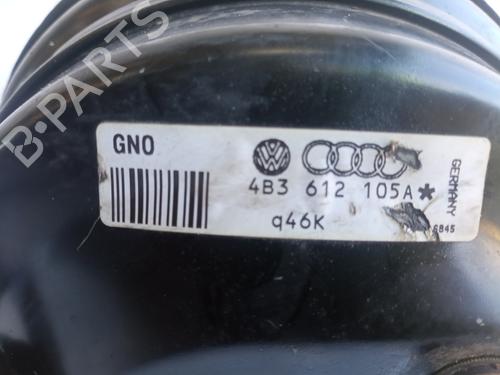 B-PARTS
GNO
4B3 612 105A*
q46K
GERMANY
6845